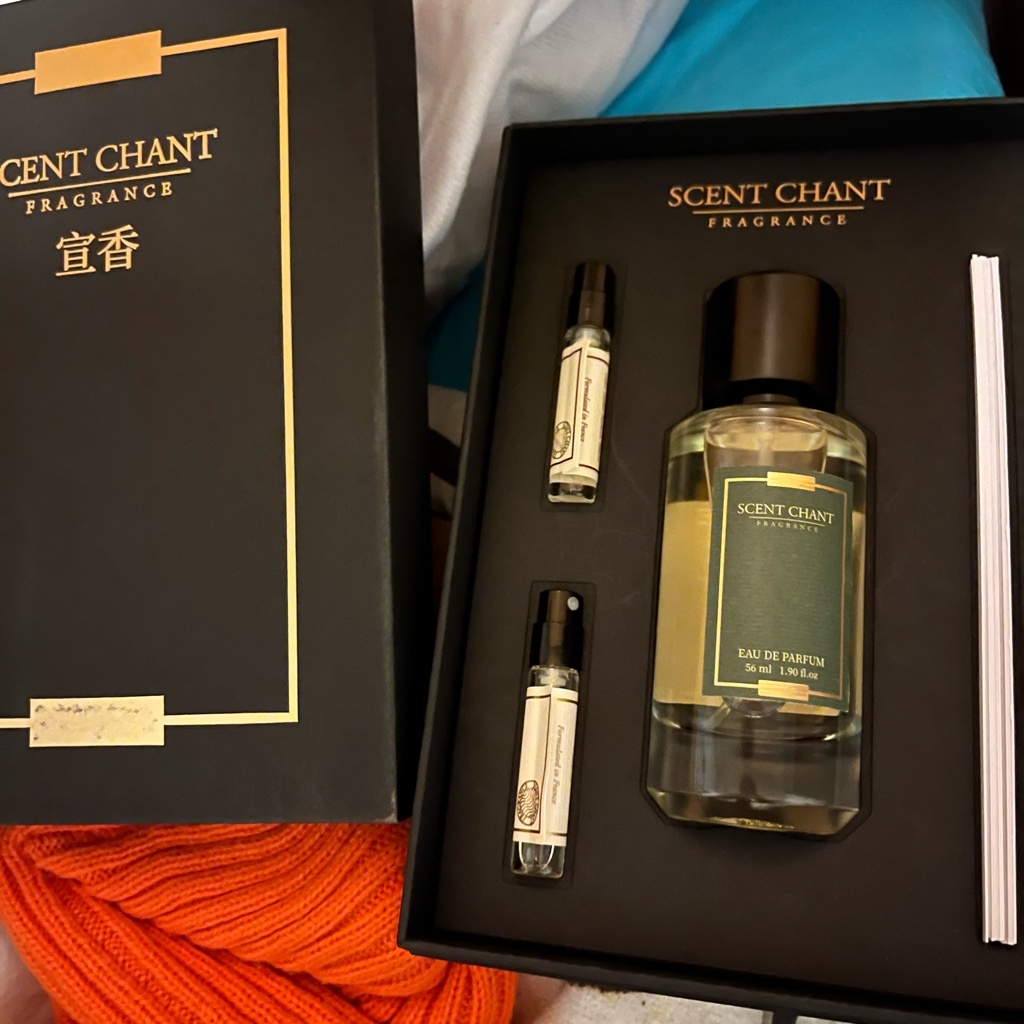 CENT CHANT
FRAGRANCE
宣香
SCENT CHANT
FRAGRANCE
Formulated in France
SCENT CHANT
FRAGRANCE
EAU DE PARFUM
56 ml 1.90 fl.oz
Formulated in France